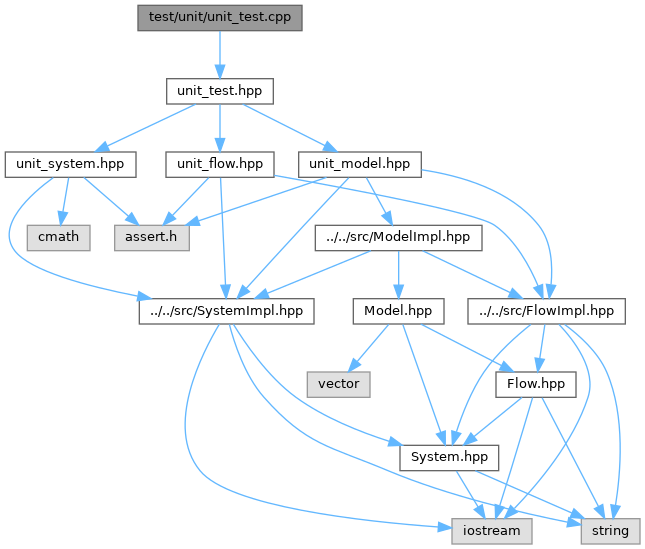 test/unit/unit_test.cpp
unit_test.hpp
unit_system.hpp
unit_flow.hpp
unit_model.hpp
cmath
assert.h
../../src/ModelImpl.hpp
../../src/SystemImpl.hpp
Model.hpp
../../src/FlowImpl.hpp
vector
Flow.hpp
System.hpp
iostream
string